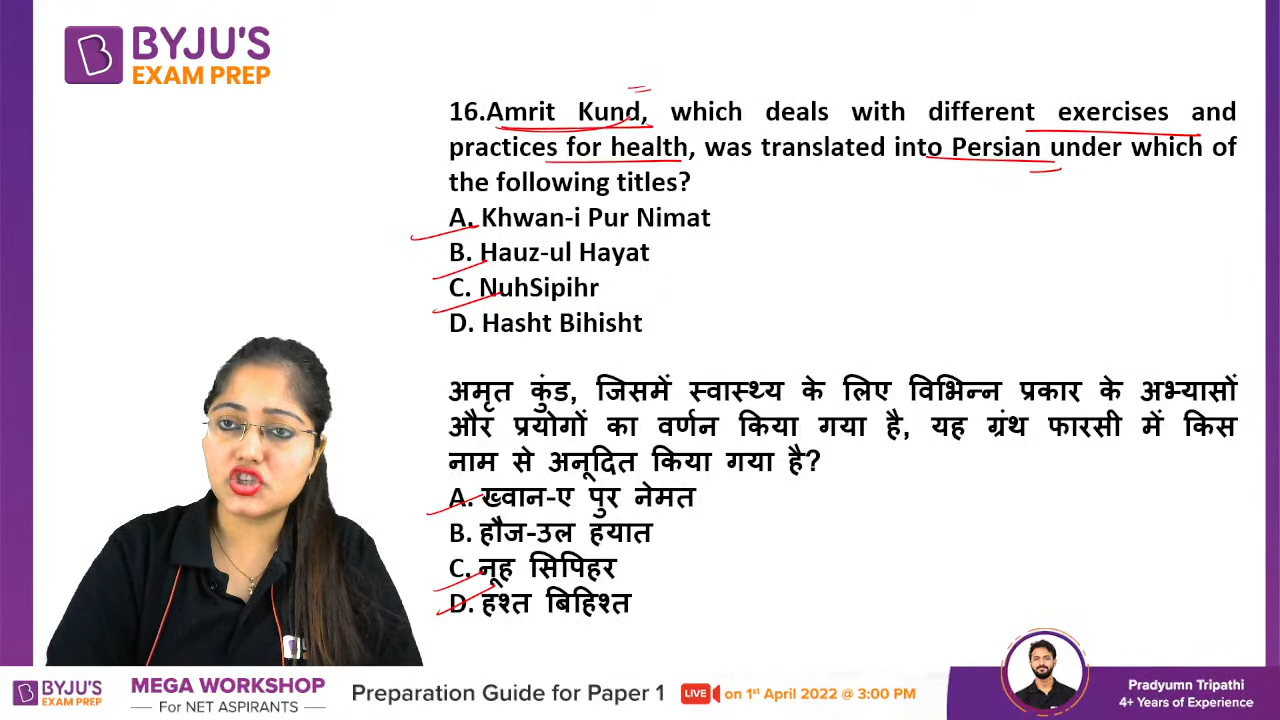 BYJU'S
EXAM PREP
16.Amrit Kund, which deals with different exercises and
practices for health, was translated into Persian under which of
the following titles?
A. Khwan-i Pur Nimat
B. Hauz-ul Hayat
C. NuhSipihr
D. Hasht Bihisht
अमृत कुंड, जिसमें स्वास्थ्य के लिए विभिन्न प्रकार के अभ्यासों
और प्रयोगों का वर्णन किया गया है, यह ग्रंथ फारसी में किस
नाम से अनूदित किया गया है?
A. ख्वान-ए पुर नेमत
B. हौज-उल हयात
C. नूह सिपिहर
D. हश्त बिहिश्त
BYJU'S
EXAM PREP
MEGA WORKSHOP
For NET ASPIRANTS
Preparation Guide for Paper 1
LIVE
on 1st April 2022 @ 3:00 PM
Pradyumn Tripathi
4+ Years of Experience